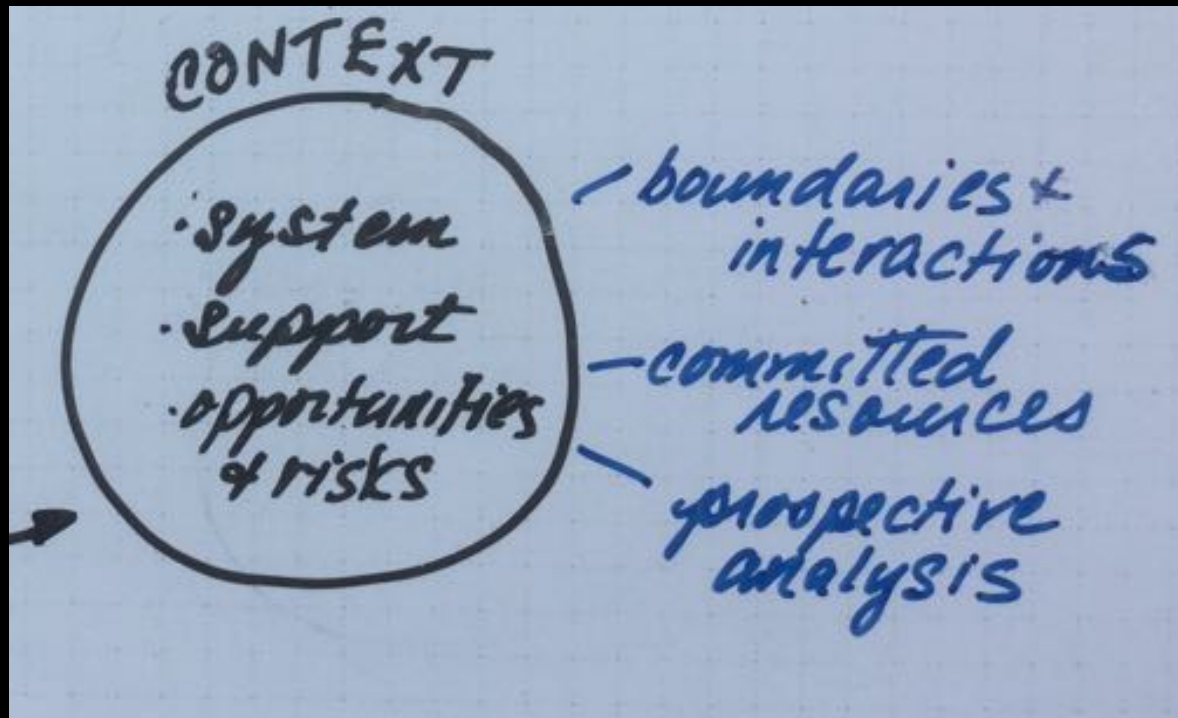 CONTEXT
· system
· support
· opportunities
& risks
boundaries &
interactions
committed
resources
prospective
analysis